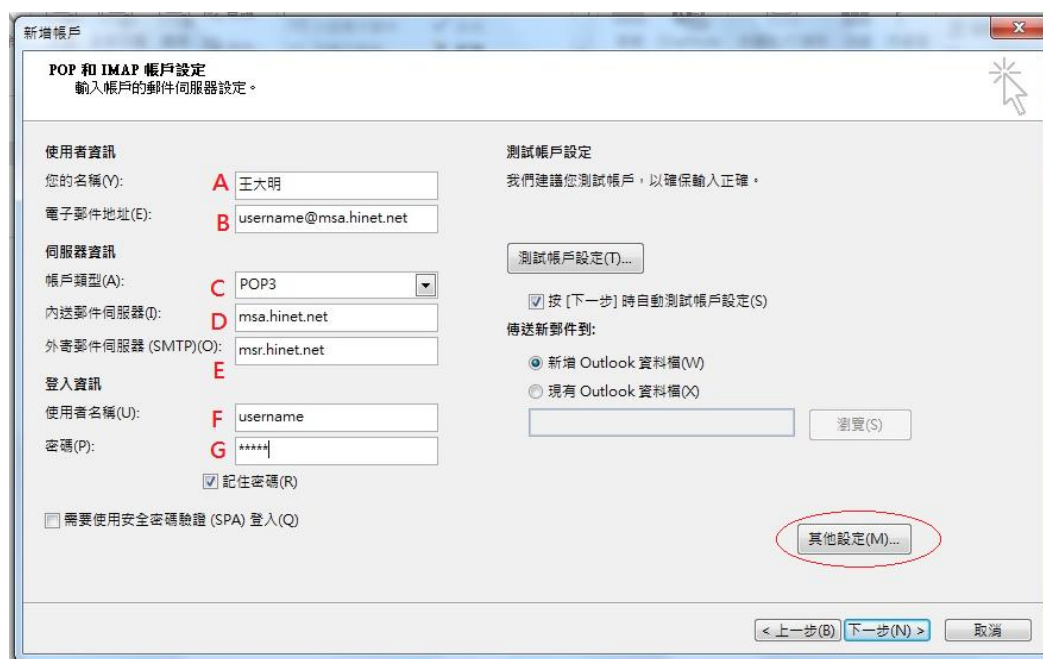 新增帳戶
POP 和 IMAP 帳戶設定
輸入帳戶的郵件伺服器設定。
使用者資訊
您的名稱(Y): A 王大明
電子郵件地址(E): B username@msa.hinet.net
伺服器資訊
帳戶類型(A): C POP3
內送郵件伺服器(I): D msa.hinet.net
外寄郵件伺服器 (SMTP)(O): E msr.hinet.net
登入資訊
使用者名稱(U): F username
密碼(P): G *****
記住密碼(R)
需要使用安全密碼驗證 (SPA) 登入(Q)
測試帳戶設定
我們建議您測試帳戶，以確保輸入正確。
測試帳戶設定(T)...
按 [下一步] 時自動測試帳戶設定(S)
傳送新郵件到:
新增 Outlook 資料檔(W)
現有 Outlook 資料檔(X)
瀏覽(S)
其他設定(M)...
< 上一步(B) 下一步(N) > 取消